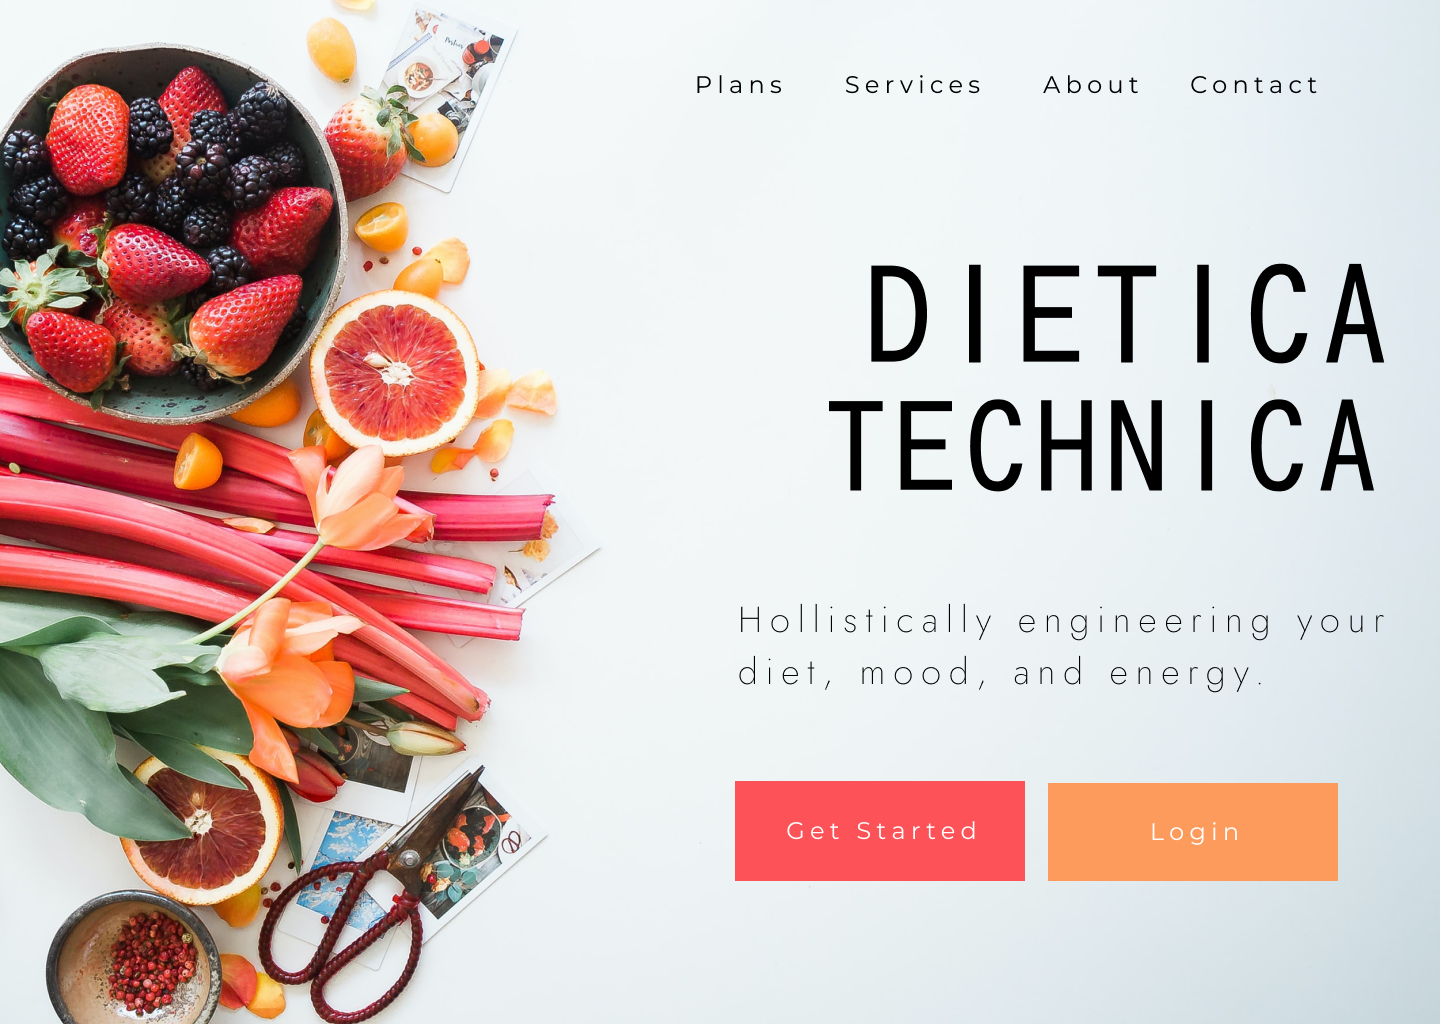 Plans Services About Contact
DIETICA
TECHNICA
Hollistically engineering your
diet, mood, and energy.
Get Started Login